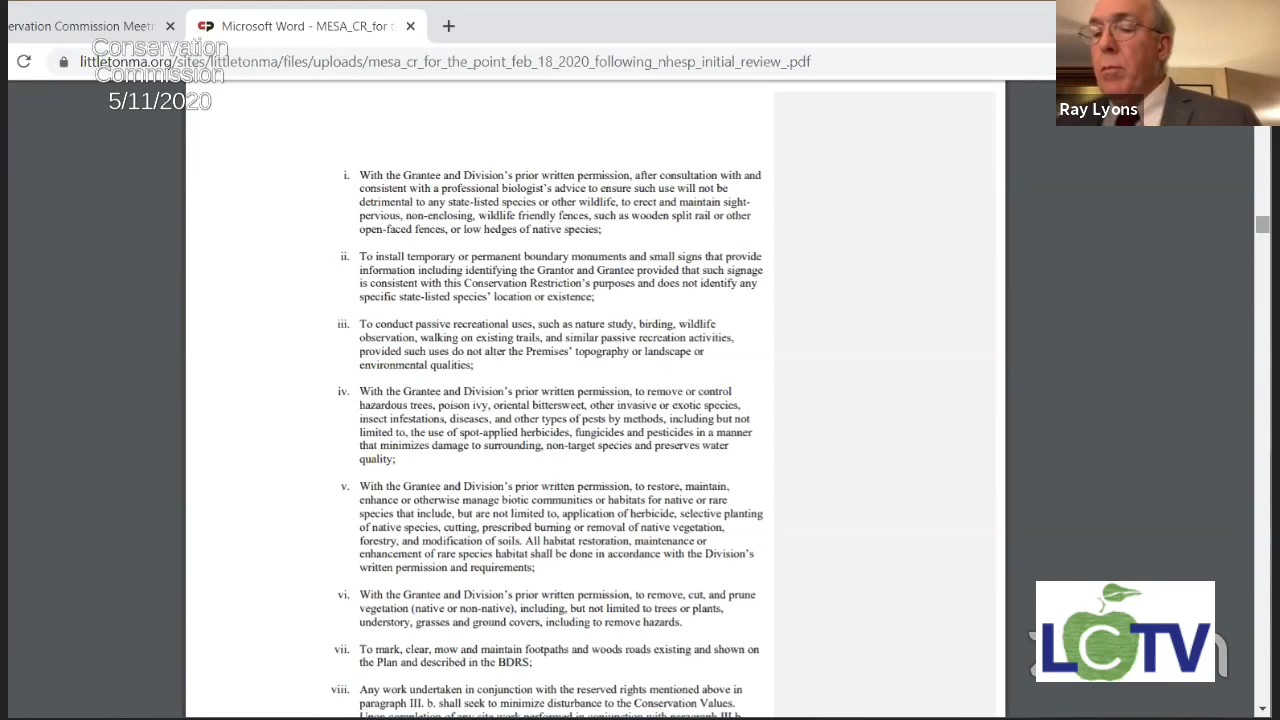 ervation Commission Meeti
Microsoft Word - MESA_CR_for t
littletonma.org/sites/littletonma/files/uploads/mesa_cr_for_the_point_feb_18_2020_following_nhesp_initial_review_.pdf
Conservation
Commission
5/11/2020
Ray Lyons
i. With the Grantee and Division's prior written permission, after consultation with and
consistent with a professional biologist's advice to ensure such use will not be
detrimental to any state-listed species or other wildlife, to erect and maintain sight-
pervious, non-enclosing, wildlife friendly fences, such as wooden split rail or other
open-faced fences, or low hedges of native species;
ii. To install temporary or permanent boundary monuments and small signs that provide
information including identifying the Grantor and Grantee provided that such signage
is consistent with this Conservation Restriction's purposes and does not identify any
specific state-listed species' location or existence;
iii. To conduct passive recreational uses, such as nature study, birding, wildlife
observation, walking on existing trails, and similar passive recreation activities,
provided such uses do not alter the Premises' topography or landscape or
environmental qualities;
iv. With the Grantee and Division's prior written permission, to remove or control
hazardous trees, poison ivy, oriental bittersweet, other invasive or exotic species,
insect infestations, diseases, and other types of pests by methods, including but not
limited to, the use of spot-applied herbicides, fungicides and pesticides in a manner
that minimizes damage to surrounding, non-target species and preserves water
quality;
v. With the Grantee and Division's prior written permission, to restore, maintain,
enhance or otherwise manage biotic communities or habitats for native or rare
species that include, but are not limited to, application of herbicide, selective planting
of native species, cutting, prescribed burning or removal of native vegetation,
forestry, and modification of soils. All habitat restoration, maintenance or
enhancement of rare species habitat shall be done in accordance with the Division's
written permission and requirements;
vi. With the Grantee and Division's prior written permission, to remove, cut, and prune
vegetation (native or non-native), including, but not limited to trees or plants,
understory, grasses and ground covers, including to remove hazards.
vii. To mark, clear, mow and maintain footpaths and woods roads existing and shown on
the Plan and described in the BDRS;
viii. Any work undertaken in conjunction with the reserved rights mentioned above in
paragraph III. b. shall seek to minimize disturbance to the Conservation Values.
Upon completion of any site work performed in conjunction with paragraph III b
LCTV